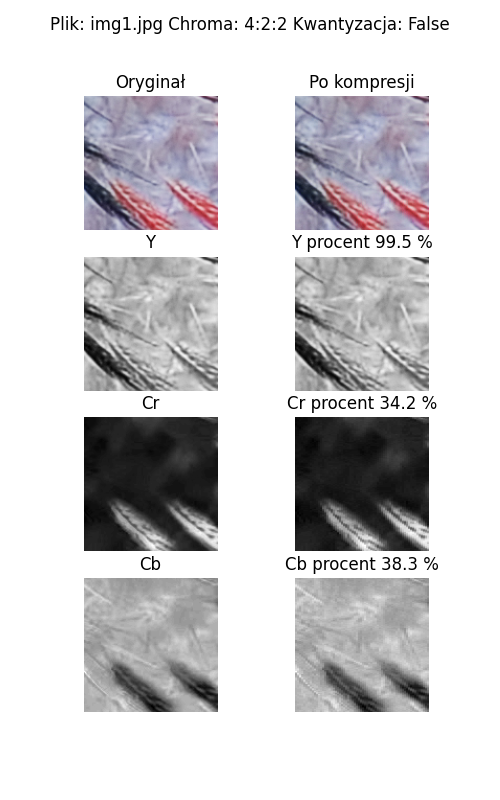 Plik: img1.jpg Chroma: 4:2:2 Kwantyzacja: False
Oryginał Po kompresji
Y Y procent 99.5 %
Cr Cr procent 34.2 %
Cb Cb procent 38.3 %